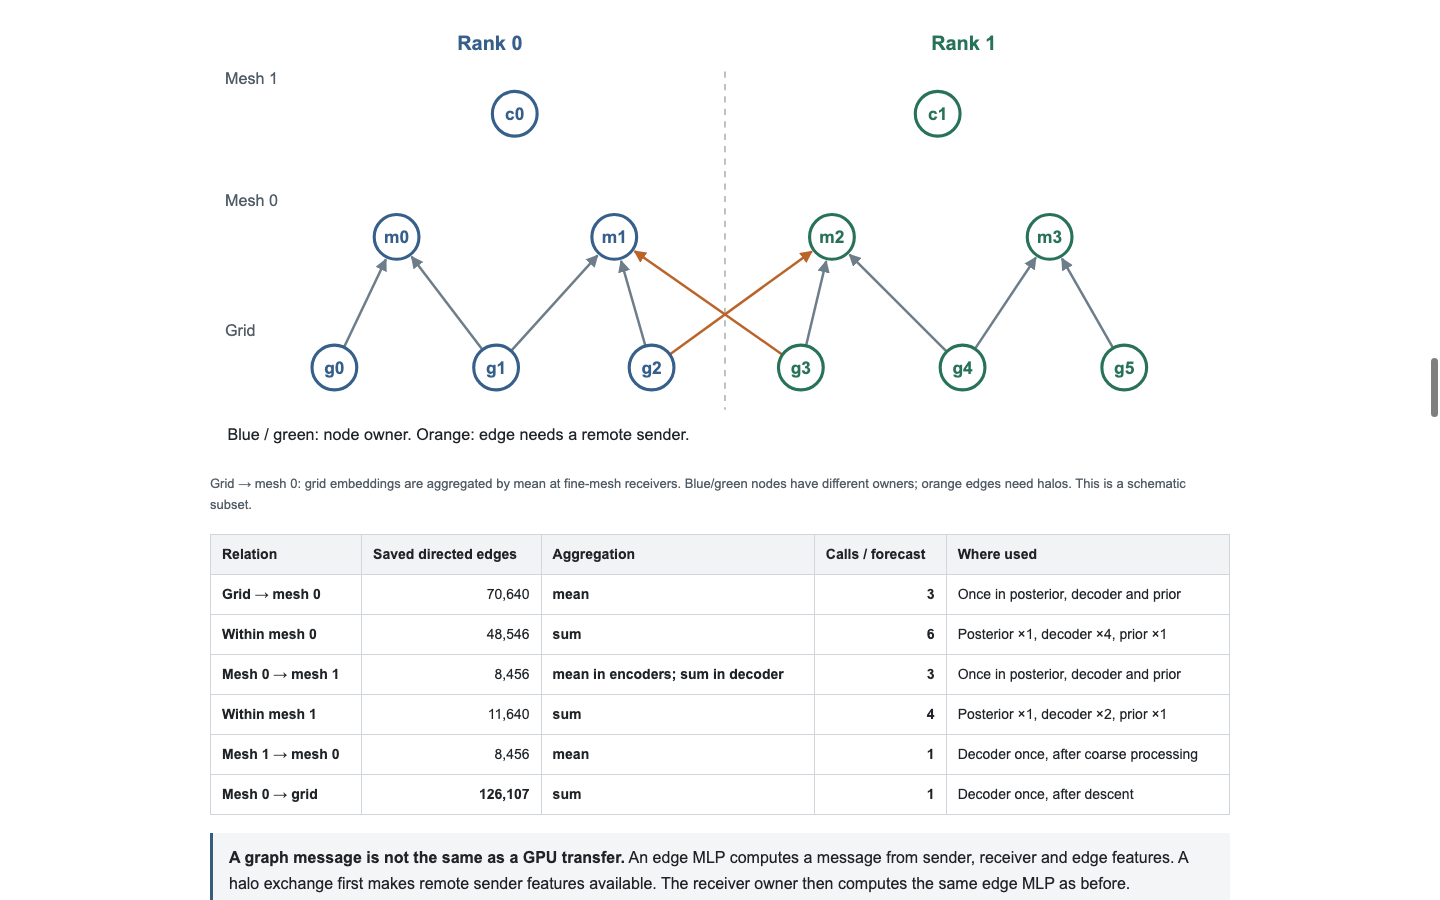 Rank 0
Rank 1
Mesh 1
c0
c1
Mesh 0
m0
m1
m2
m3
Grid
g0
g1
g2
g3
g4
g5
Blue / green: node owner. Orange: edge needs a remote sender.
Grid → mesh 0: grid embeddings are aggregated by mean at fine-mesh receivers. Blue/green nodes have different owners; orange edges need halos. This is a schematic
subset.
Relation Saved directed edges Aggregation Calls / forecast Where used
Grid → mesh 0 70,640 mean 3 Once in posterior, decoder and prior
Within mesh 0 48,546 sum 6 Posterior ×1, decoder ×4, prior ×1
Mesh 0 → mesh 1 8,456 mean in encoders; sum in decoder 3 Once in posterior, decoder and prior
Within mesh 1 11,640 sum 4 Posterior ×1, decoder ×2, prior ×1
Mesh 1 → mesh 0 8,456 mean 1 Decoder once, after coarse processing
Mesh 0 → grid 126,107 sum 1 Decoder once, after descent
A graph message is not the same as a GPU transfer. An edge MLP computes a message from sender, receiver and edge features. A
halo exchange first makes remote sender features available. The receiver owner then computes the same edge MLP as before.